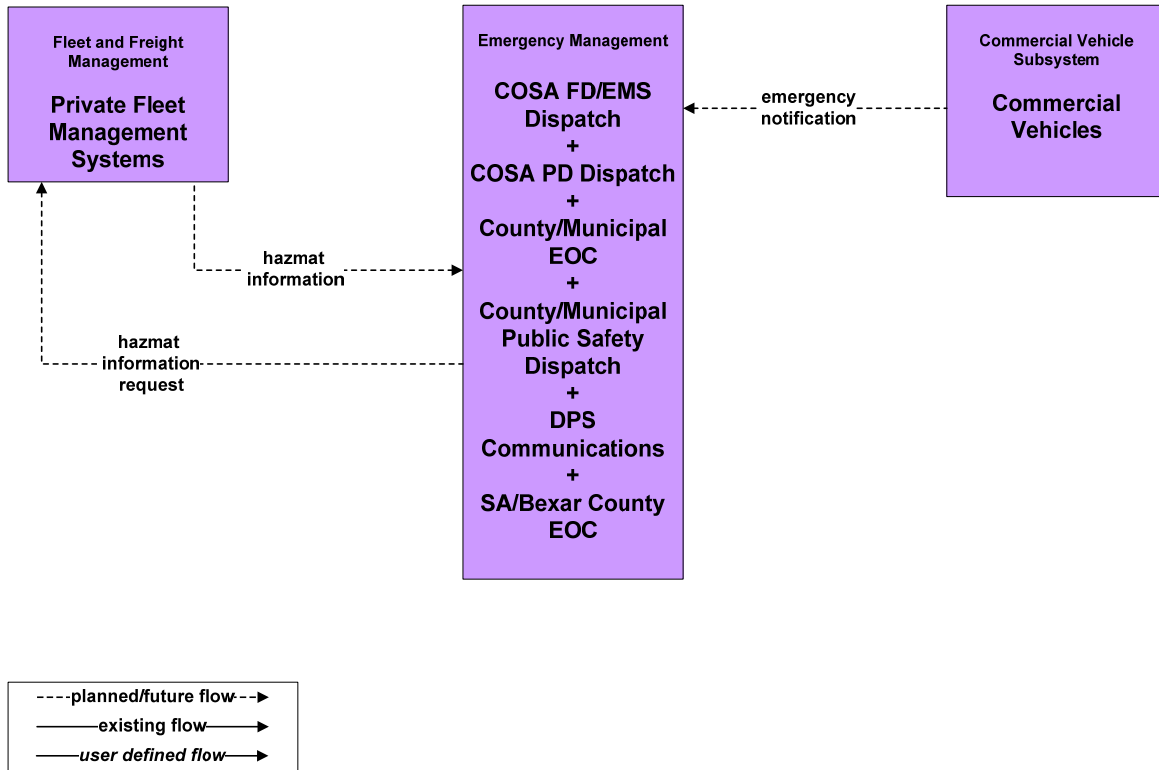 Fleet and Freight
Management
Private Fleet
Management
Systems
Emergency Management
COSA FD/EMS
Dispatch
+
COSA PD Dispatch
+
County/Municipal
EOC
+
County/Municipal
Public Safety
Dispatch
+
DPS
Communications
+
SA/Bexar County
EOC
Commercial Vehicle
Subsystem
Commercial
Vehicles
emergency
notification
hazmat
information
hazmat
information
request
planned/future flow
existing flow
user defined flow